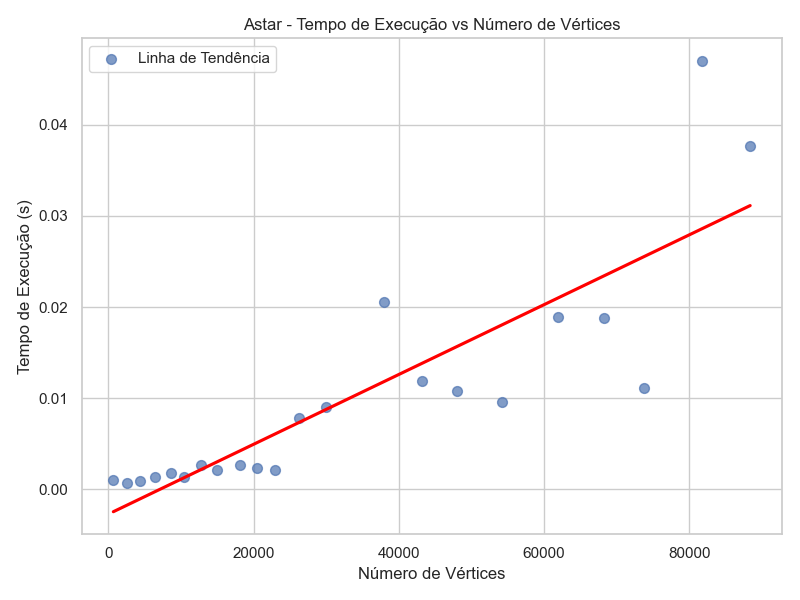 Astar - Tempo de Execução vs Número de Vértices
Linha de Tendência
Tempo de Execução (s)
0.04
0.03
0.02
0.01
0.00
0 20000 40000 60000 80000
Número de Vértices